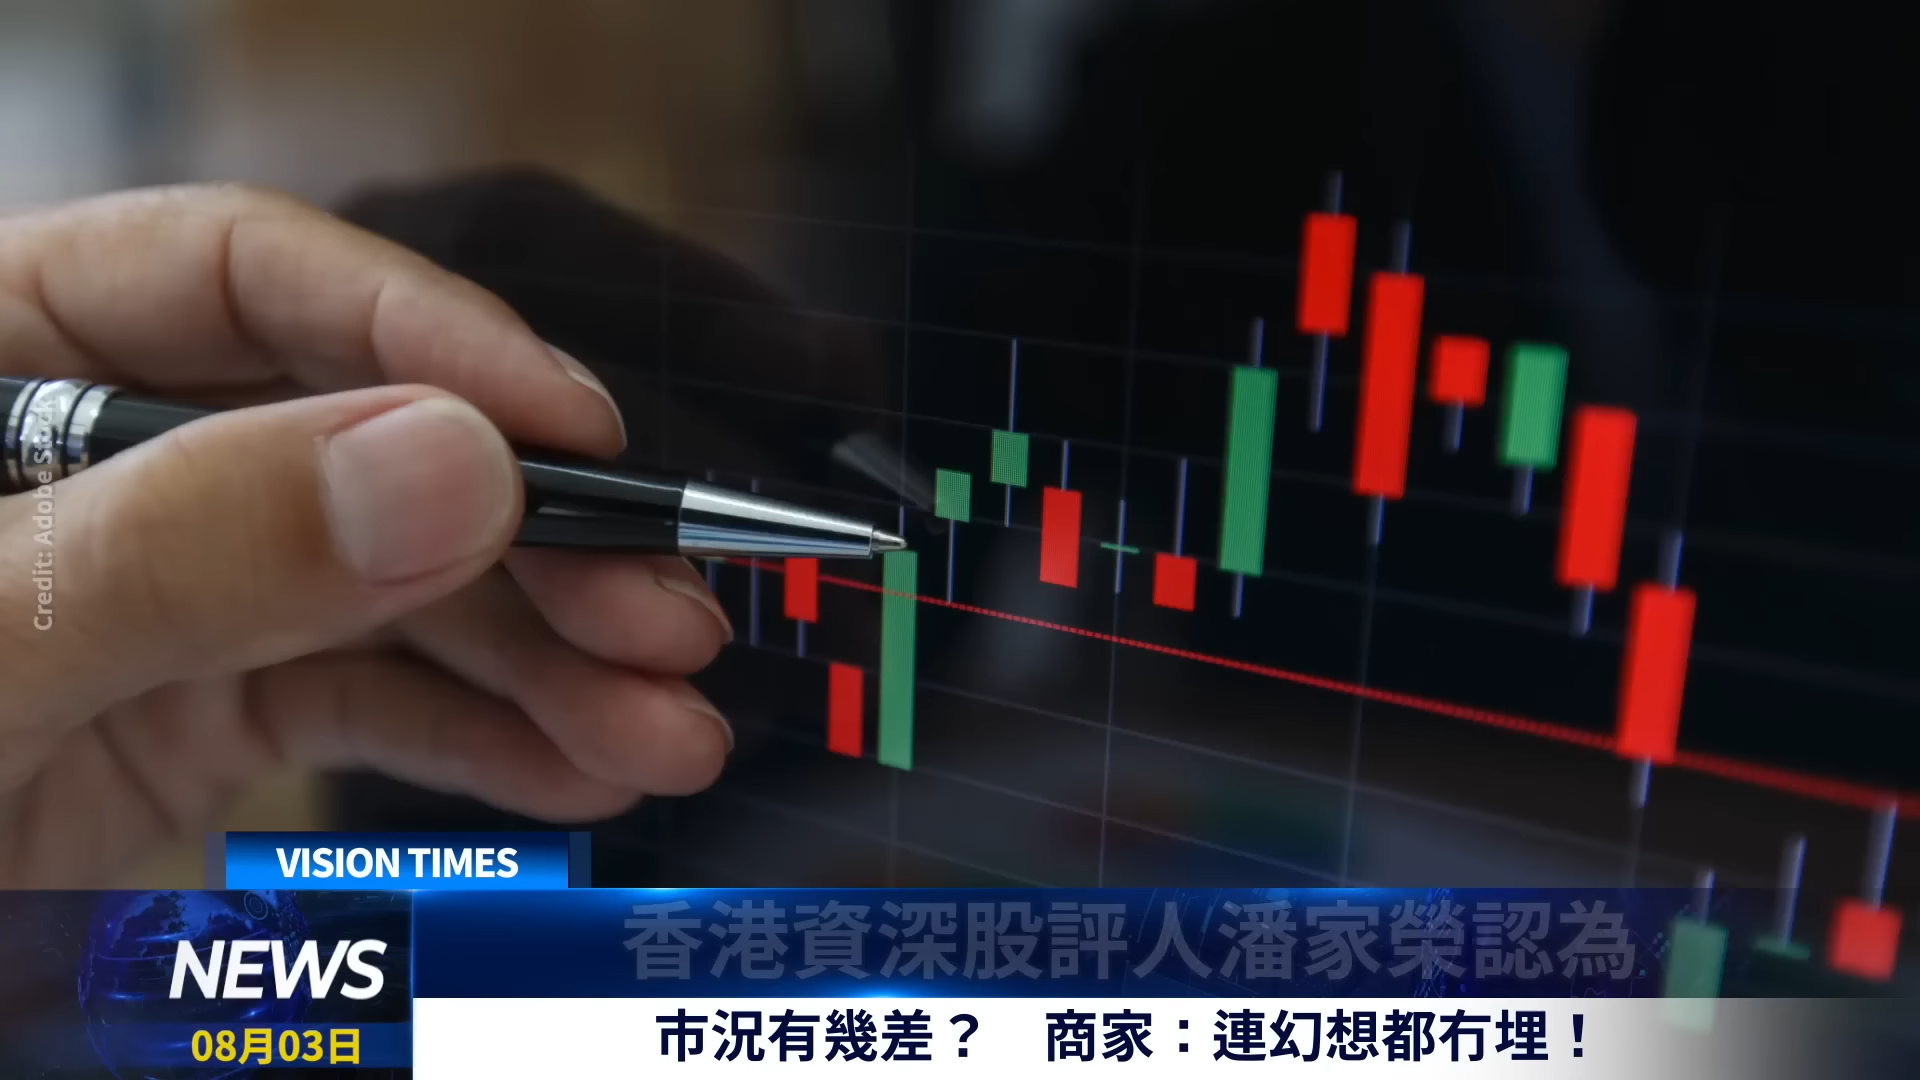 Credit: Adobe Stock
VISION TIMES
NEWS
08月03日
香港資深股評人潘家榮認為
市況有幾差？ 商家：連幻想都冇埋！